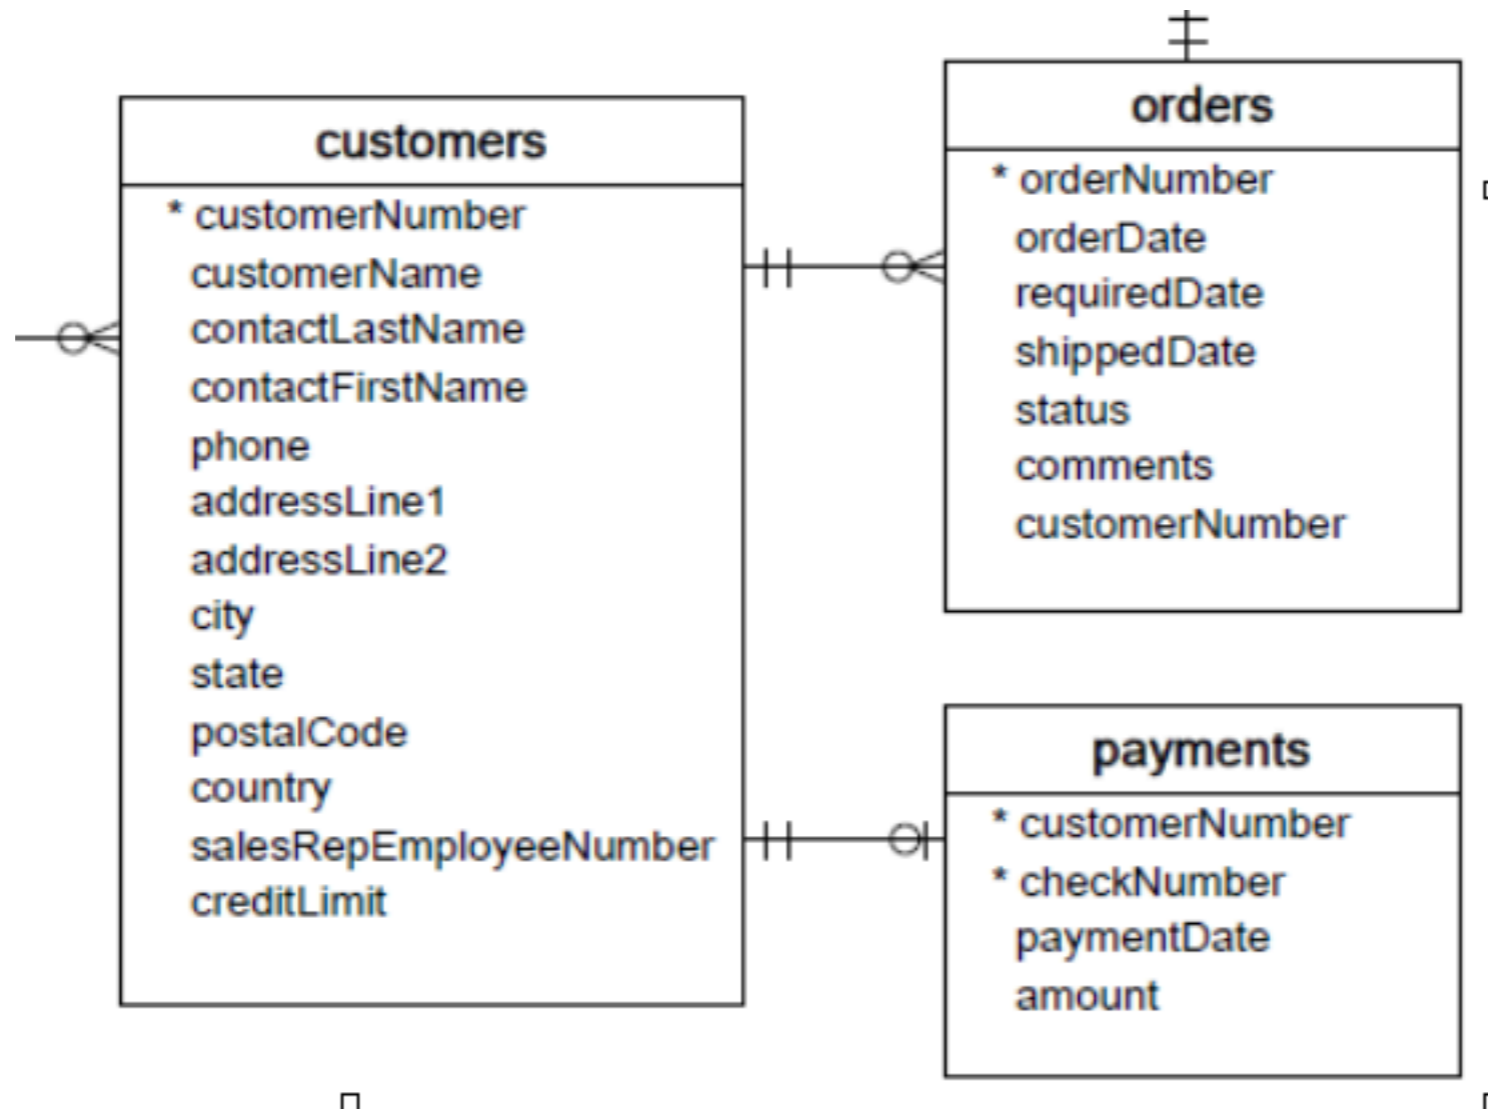 customers
* customerNumber
customerName
contactLastName
contactFirstName
phone
addressLine1
addressLine2
city
state
postalCode
country
salesRepEmployeeNumber
creditLimit
orders
* orderNumber
orderDate
requiredDate
shippedDate
status
comments
customerNumber
payments
* customerNumber
* checkNumber
paymentDate
amount